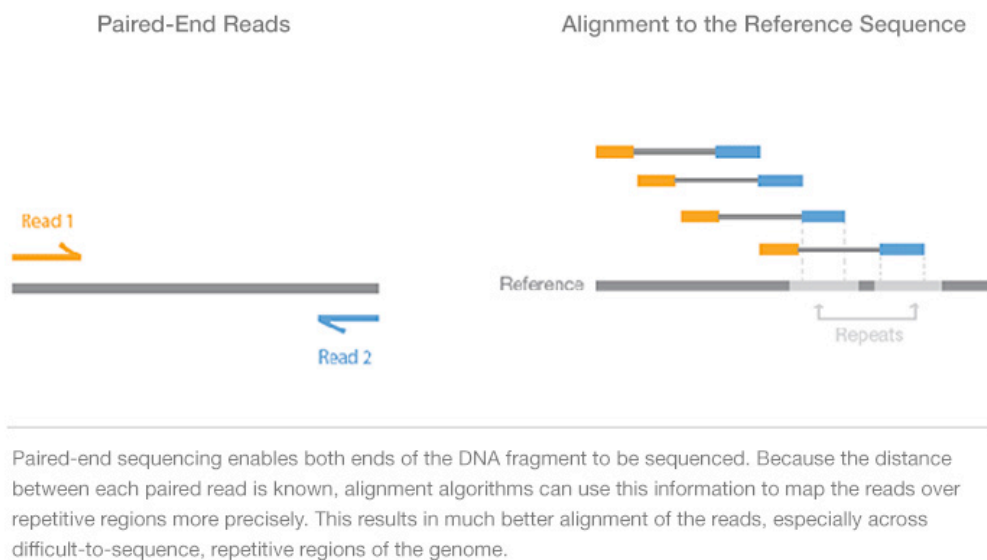 Paired-End Reads
Alignment to the Reference Sequence
Read 1
Reference
Read 2
Repeats
Paired-end sequencing enables both ends of the DNA fragment to be sequenced. Because the distance
between each paired read is known, alignment algorithms can use this information to map the reads over
repetitive regions more precisely. This results in much better alignment of the reads, especially across
difficult-to-sequence, repetitive regions of the genome.